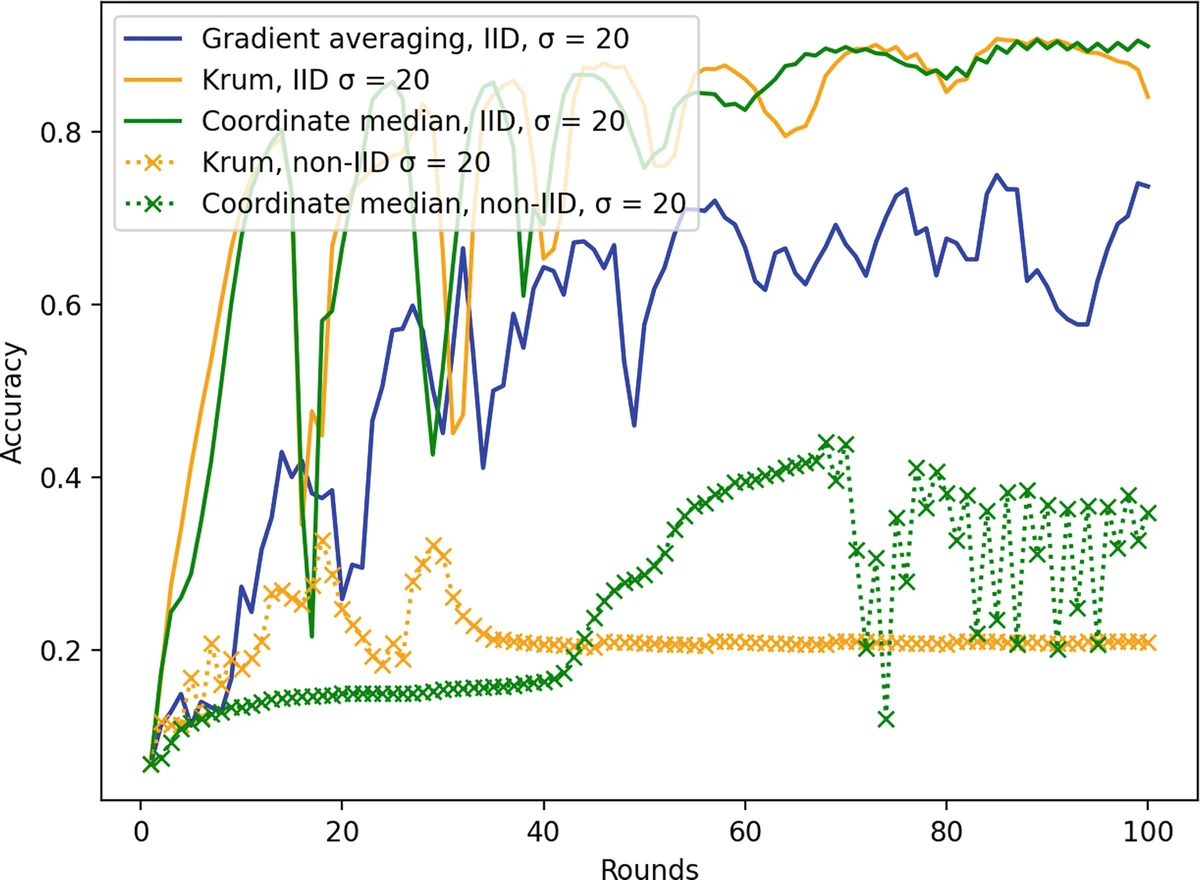 Gradient averaging, IID, σ = 20
Krum, IID σ = 20
Coordinate median, IID, σ = 20
Krum, non-IID σ = 20
Coordinate median, non-IID, σ = 20
0.8
0.6
0.4
0.2
Accuracy
0 20 40 60 80 100
Rounds